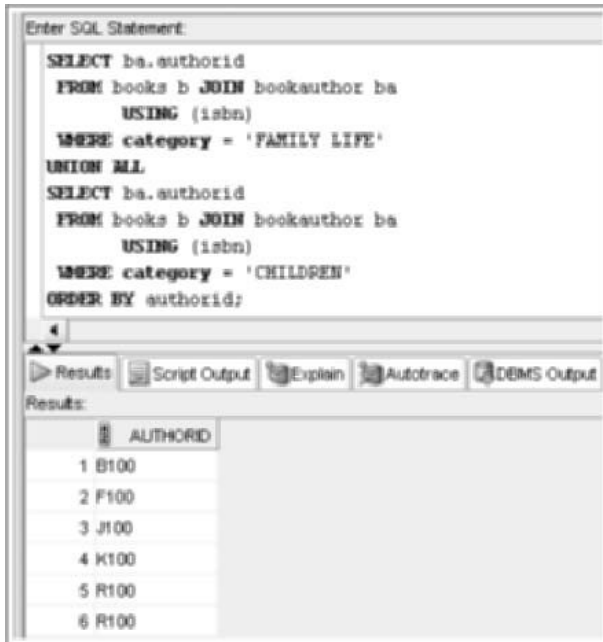 Enter SQL Statement:
SELECT ba.authorid
FROM books b JOIN bookauthor ba
USING (isbn)
WHERE category = 'FAMILY LIFE'
UNION ALL
SELECT ba.authorid
FROM books b JOIN bookauthor ba
USING (isbn)
WHERE category = 'CHILDREN'
ORDER BY authorid;
Results Script Output Explain Autotrace DBMS Output
Results:
AUTHORID
1 B100
2 F100
3 J100
4 K100
5 R100
6 R100